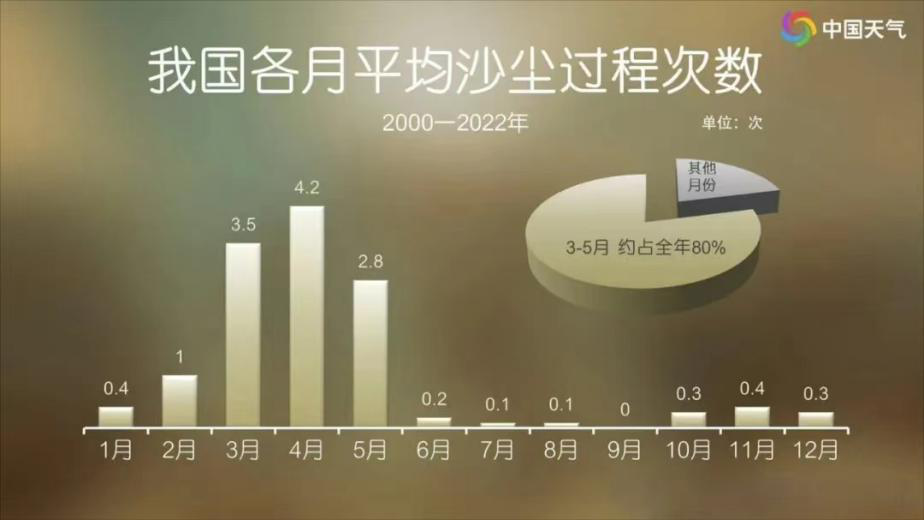 中国天气
我国各月平均沙尘过程次数
2000—2022年
单位：次
其他
月份
3-5月 约占全年80%
0.4 1 3.5 4.2 2.8 0.2 0.1 0.1 0 0.3 0.4 0.3
1月 2月 3月 4月 5月 6月 7月 8月 9月 10月 11月 12月